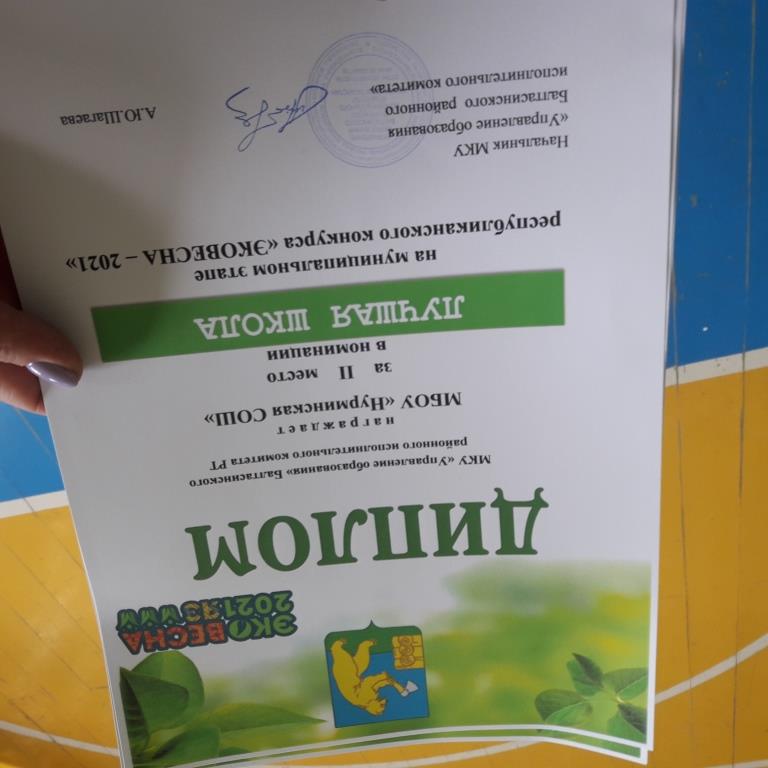 ЭКОВЕСНА
2021
ДИПЛОМ
МКУ «Управление образования» Балтасинского
районного исполнительного комитета РТ
награждает
МБОУ «Нурминская СОШ»
за II место
в номинации
ЛУЧШАЯ ШКОЛА
на муниципальном этапе
республиканского конкурса «ЭКОВЕСНА – 2021»
Начальник МКУ
«Управление образования
Балтасинского районного
исполнительного комитета»
А.Ю.Шагаева